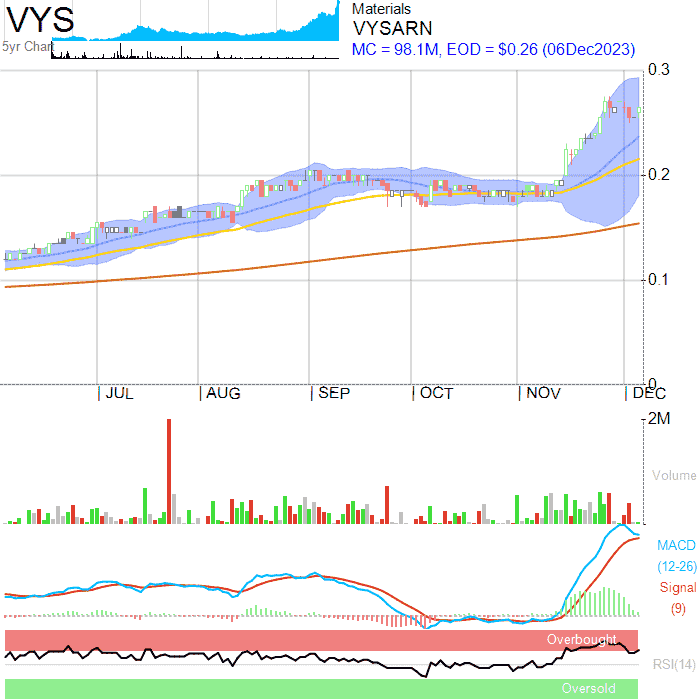 VYS
5yr Chart
Materials
VYSARN
MC = 98.1M, EOD = $0.26 (06Dec2023)
0.3
0.2
0.1
0
JUL AUG SEP OCT NOV DEC
2M
Volume
MACD
(12-26)
Signal
(9)
Overbought
RSI(14)
Oversold